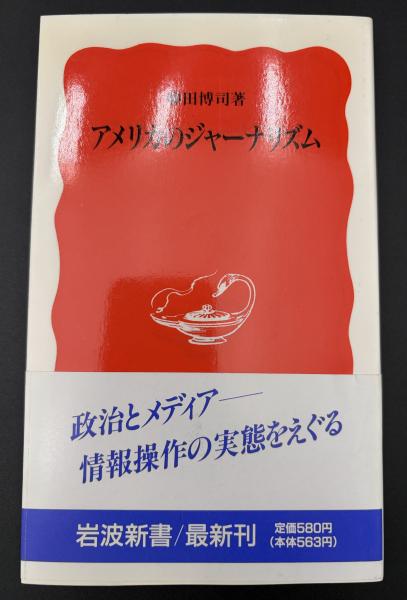 藤田博司著
アメリカのジャーナリズム
政治とメディア──
情報操作の実態をえぐる
岩波新書/最新刊
定価580円
(本体563円)